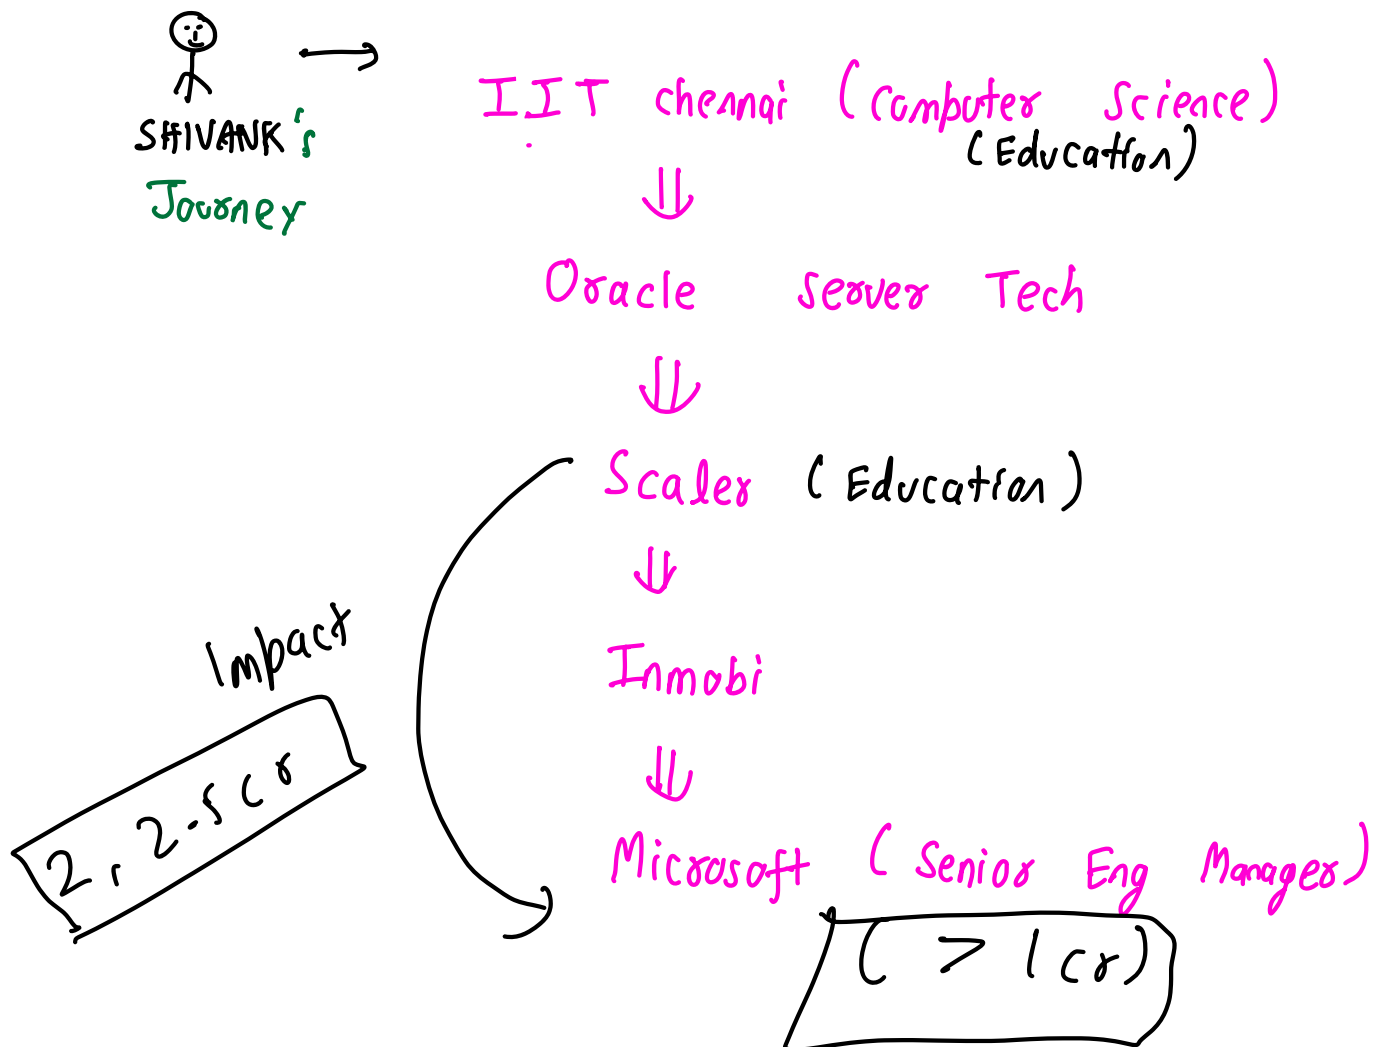 SHIVANK's
Journey
IIT chennai (Computer Science)
(Education)
Oracle server Tech
Scaler (Education)
Inmobi
Microsoft (Senior Eng Manager)
(> 1 cr)
Impact
2, 2.5 cr